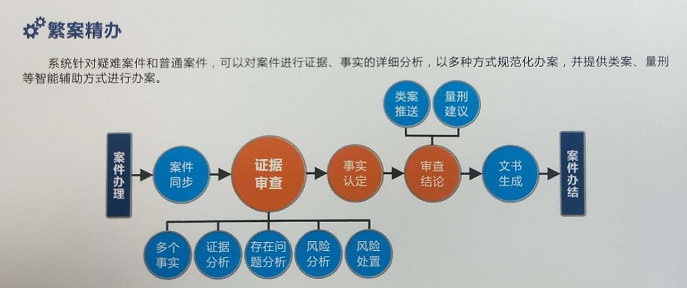 繁案精办
系统针对疑难案件和普通案件，可以对案件进行证据、事实的详细分析，以多种方式规范化办案，并提供类案、量刑
等智能辅助方式进行办案。
类案
推送
量刑
建议
案件办理
案件
同步
证据
审查
事实
认定
审查
结论
文书
生成
案件办结
多个
事实
证据
分析
存在问
题分析
风险
分析
风险
处置